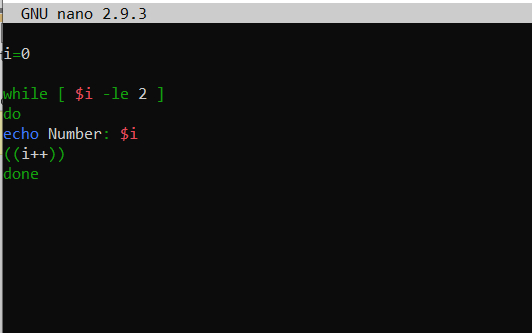 GNU nano 2.9.3
i=0
while [ $i -le 2 ]
do
echo Number: $i
((i++))
done